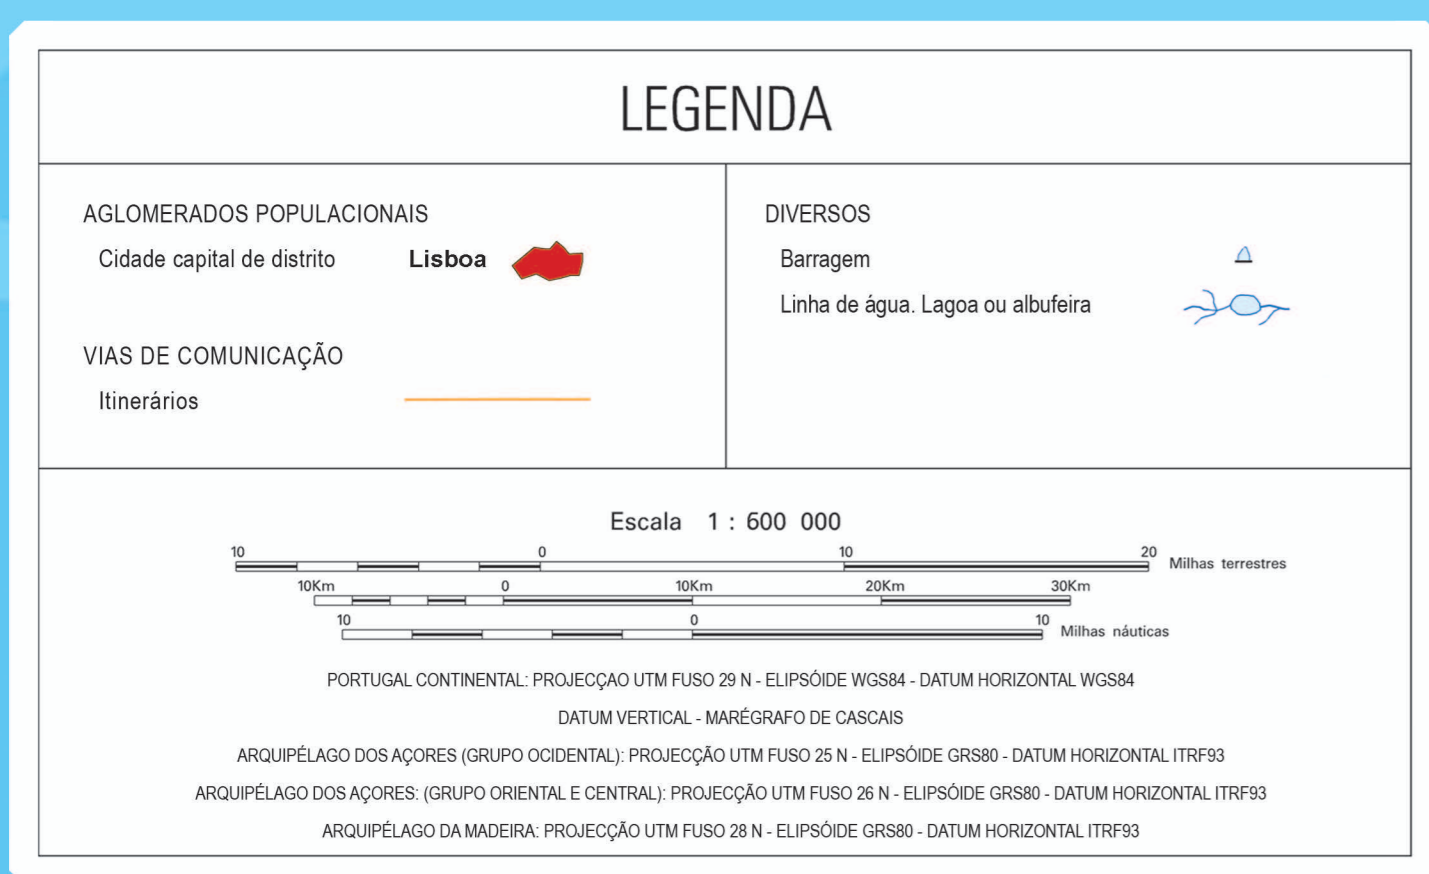 LEGENDA
AGLOMERADOS POPULACIONAIS
Cidade capital de distrito Lisboa
VIAS DE COMUNICAÇÃO
Itinerários
DIVERSOS
Barragem
Linha de água. Lagoa ou albufeira
Escala 1 : 600 000
10 0 10 20 Milhas terrestres
10Km 0 10Km 20Km 30Km
10 0 10 Milhas náuticas
PORTUGAL CONTINENTAL: PROJECÇAO UTM FUSO 29 N - ELIPSÓIDE WGS84 - DATUM HORIZONTAL WGS84
DATUM VERTICAL - MARÉGRAFO DE CASCAIS
ARQUIPÉLAGO DOS AÇORES (GRUPO OCIDENTAL): PROJECÇÃO UTM FUSO 25 N - ELIPSÓIDE GRS80 - DATUM HORIZONTAL ITRF93
ARQUIPÉLAGO DOS AÇORES: (GRUPO ORIENTAL E CENTRAL): PROJECÇÃO UTM FUSO 26 N - ELIPSÓIDE GRS80 - DATUM HORIZONTAL ITRF93
ARQUIPÉLAGO DA MADEIRA: PROJECÇÃO UTM FUSO 28 N - ELIPSÓIDE GRS80 - DATUM HORIZONTAL ITRF93